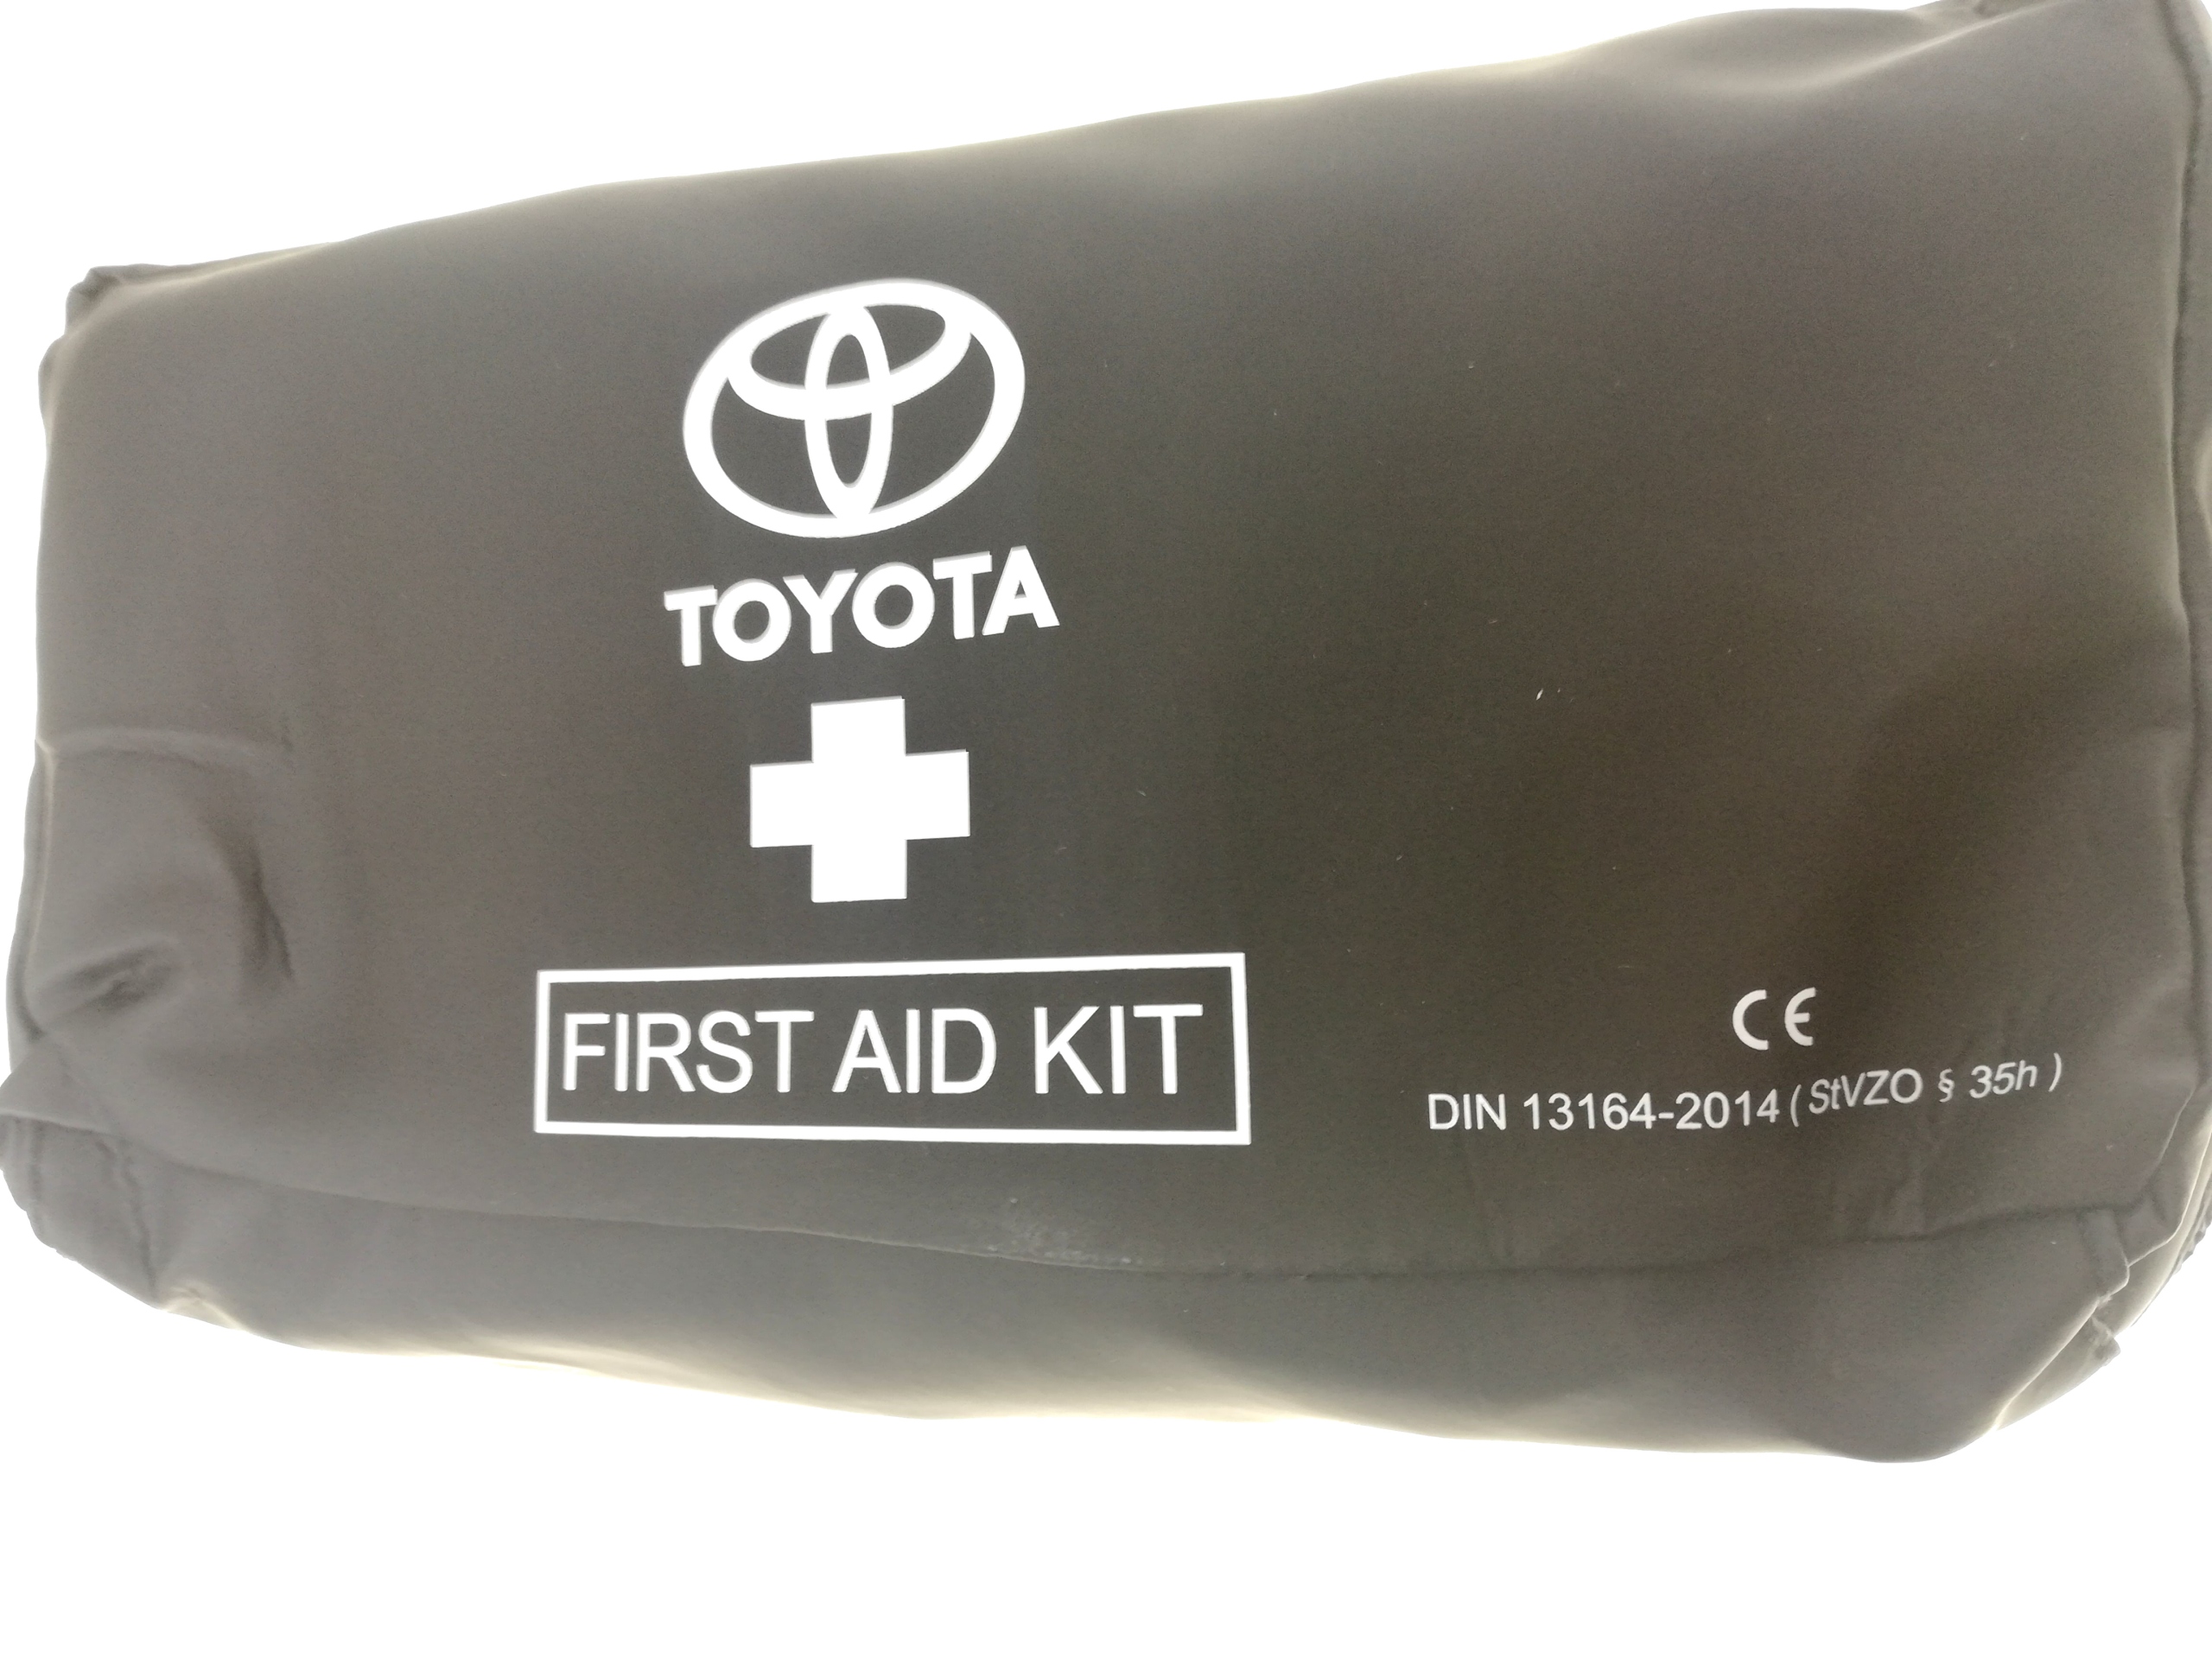 TOYOTA
FIRST AID KIT
CE
DIN 13164-2014 (StVZO § 35h)